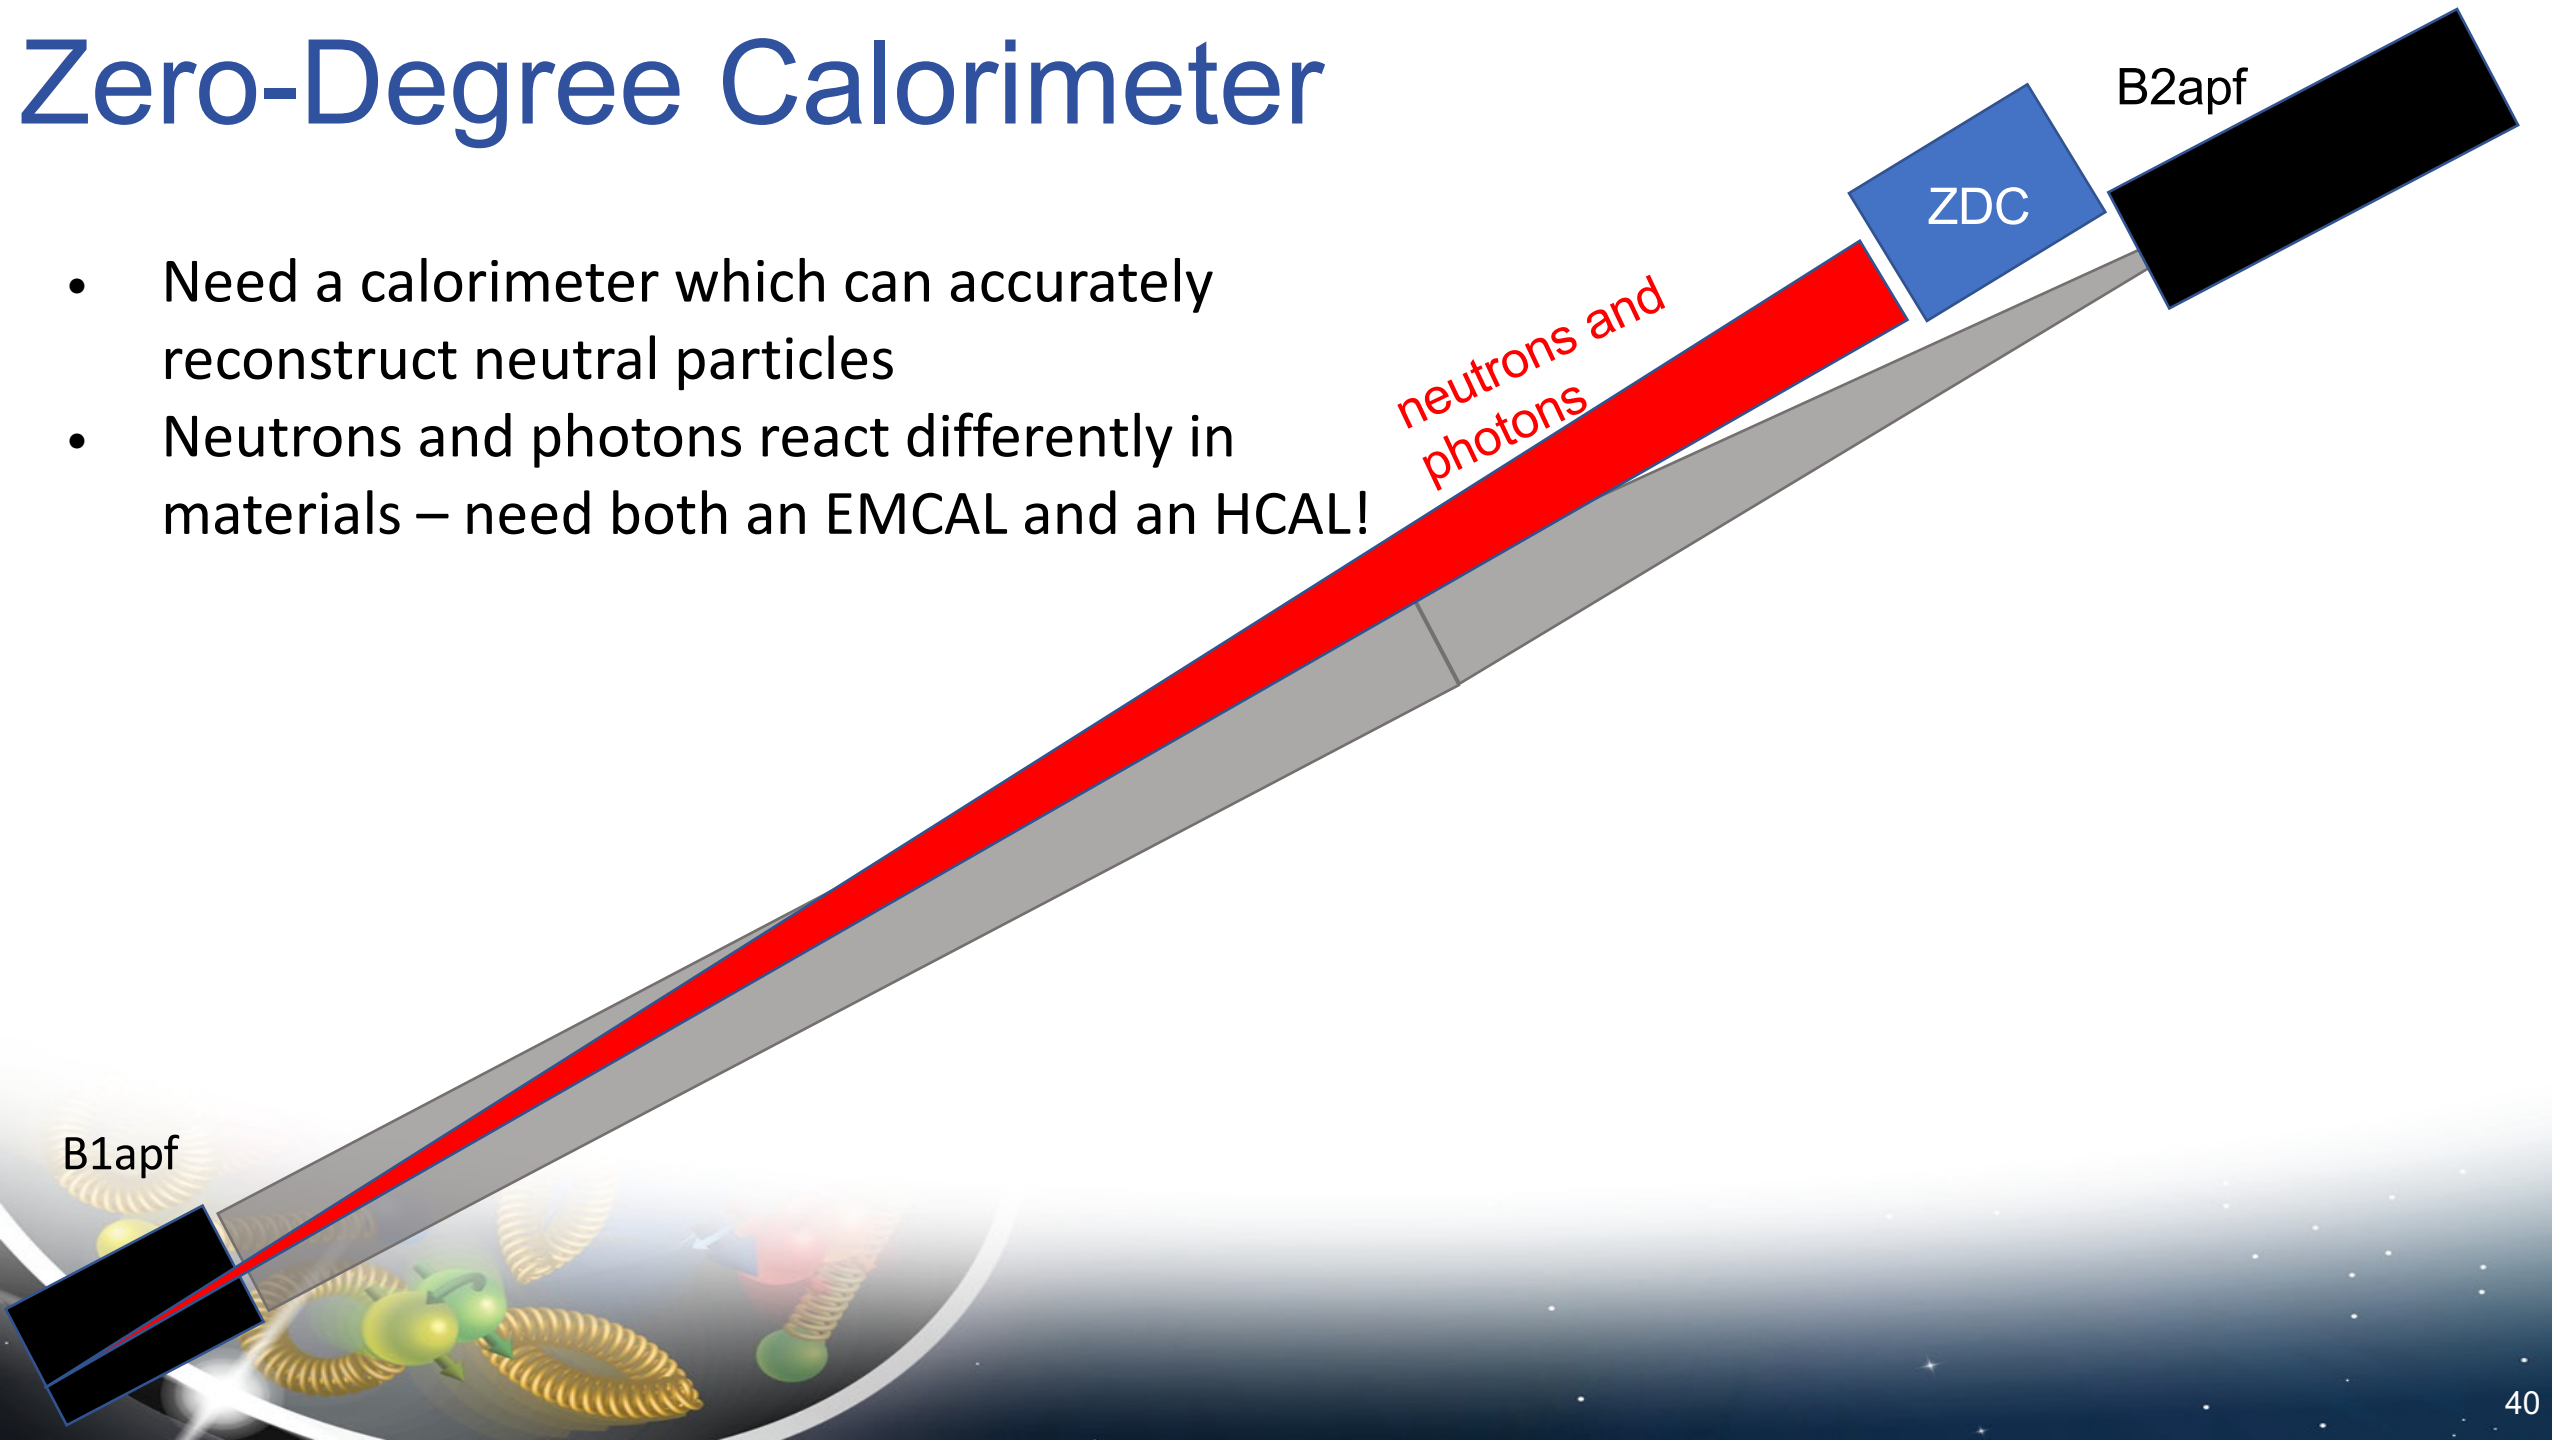 Zero-Degree Calorimeter
B2apf
ZDC
• Need a calorimeter which can accurately
reconstruct neutral particles
• Neutrons and photons react differently in
materials – need both an EMCAL and an HCAL!
neutrons and
photons
B1apf
40